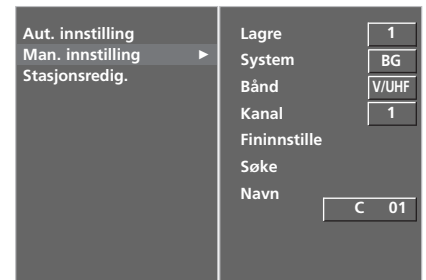 Aut. innstilling
Man. innstilling ►
Stasjonsredig.
Lagre 1
System BG
Bånd V/UHF
Kanal 1
Fininnstille
Søke
Navn
C 01